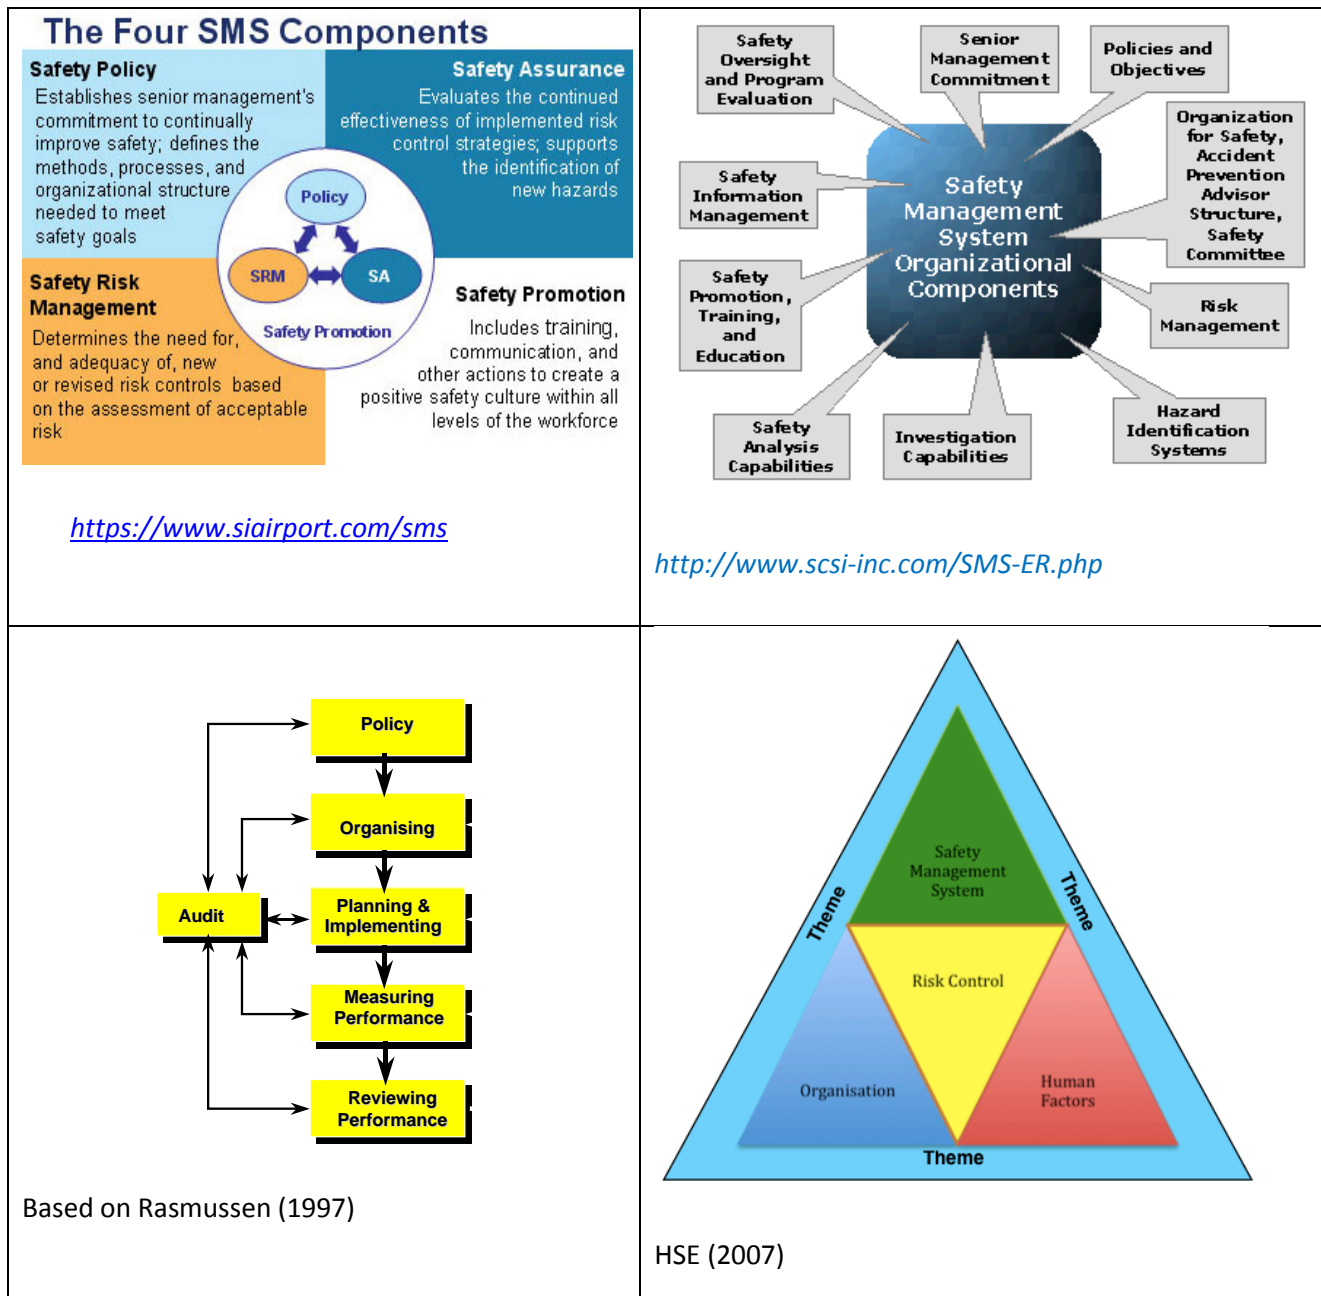 The Four SMS Components
Safety Policy
Establishes senior management's
commitment to continually
improve safety; defines the
methods, processes, and
organizational structure
needed to meet
safety goals
Safety Assurance
Evaluates the continued
effectiveness of implemented risk
control strategies; supports
the identification of
new hazards
Policy
SRM
SA
Safety Promotion
Safety Risk
Management
Determines the need for,
and adequacy of, new
or revised risk controls based
on the assessment of acceptable
risk
Safety Promotion
Includes training,
communication, and
other actions to create a
positive safety culture within all
levels of the workforce
https://www.siairport.com/sms
Safety
Oversight
and Program
Evaluation
Senior
Management
Commitment
Policies and
Objectives
Organization
for Safety,
Accident
Prevention
Advisor
Structure,
Safety
Committee
Safety
Information
Management
Safety
Management
System
Organizational
Components
Safety
Promotion,
Training,
and
Education
Risk
Management
Safety
Analysis
Capabilities
Investigation
Capabilities
Hazard
Identification
Systems
http://www.scsi-inc.com/SMS-ER.php
Policy
Organising
Audit
Planning &
Implementing
Measuring
Performance
Reviewing
Performance
Based on Rasmussen (1997)
Safety
Management
System
Theme
Theme
Risk Control
Organisation
Human
Factors
Theme
HSE (2007)